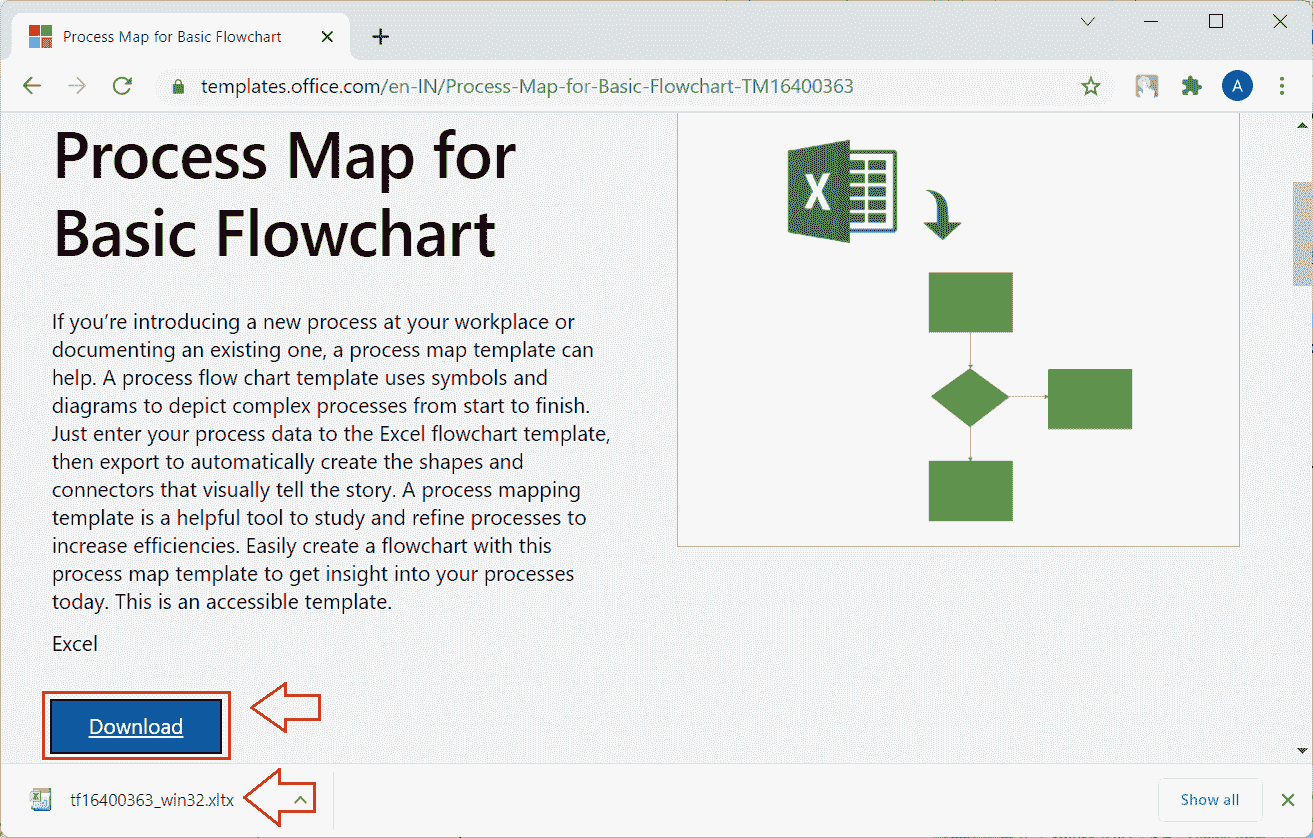 Process Map for Basic Flowchart
templates.office.com/en-IN/Process-Map-for-Basic-Flowchart-TM16400363
A
Process Map for
Basic Flowchart
If you’re introducing a new process at your workplace or
documenting an existing one, a process map template can
help. A process flow chart template uses symbols and
diagrams to depict complex processes from start to finish.
Just enter your process data to the Excel flowchart template,
then export to automatically create the shapes and
connectors that visually tell the story. A process mapping
template is a helpful tool to study and refine processes to
increase efficiencies. Easily create a flowchart with this
process map template to get insight into your processes
today. This is an accessible template.
Excel
Download
X
tf16400363_win32.xltx
Show all